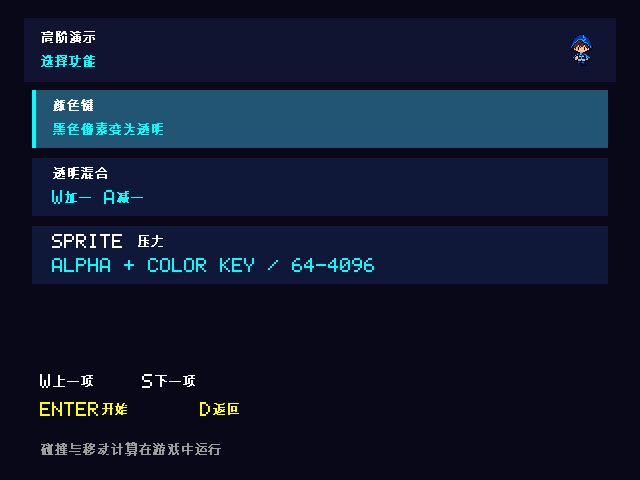 高阶演示
选择功能
颜色键
黑色像素变为透明
透明混合
W加一 A减一
SPRITE 压力
ALPHA + COLOR KEY / 64-4096
W上一项 S下一项
ENTER开始 D返回
碰撞与移动计算在游戏中运行